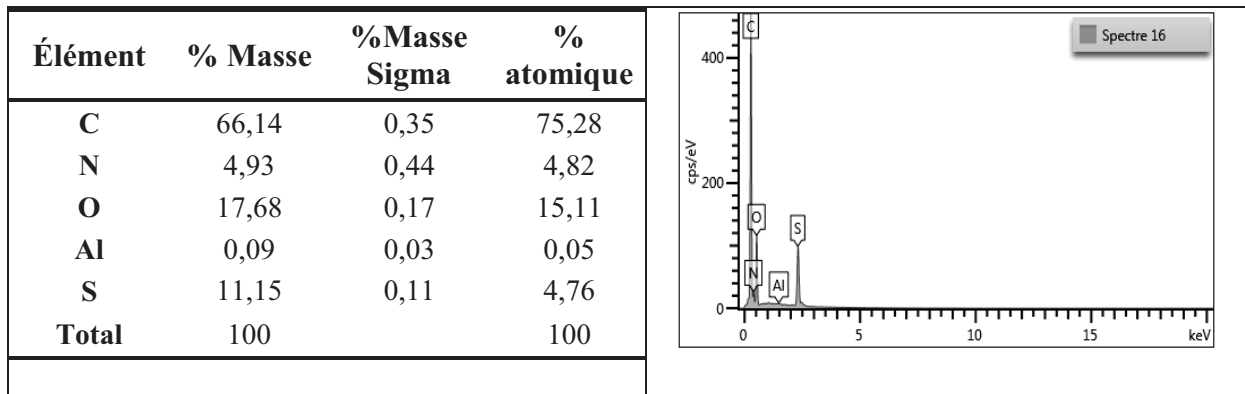 Élément % Masse %Masse Sigma % atomique
C 66,14 0,35 75,28
N 4,93 0,44 4,82
O 17,68 0,17 15,11
Al 0,09 0,03 0,05
S 11,15 0,11 4,76
Total 100 100
Spectre 16
C
400
cps/eV
200
O
S
N
Al
0
0 5 10 15 keV